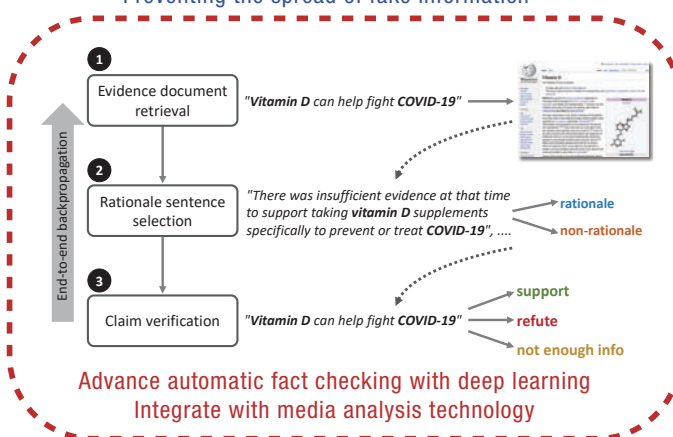 Preventing the spread of fake information
1
Evidence document
retrieval
"Vitamin D can help fight COVID-19"
Vitamin D
End-to-end backpropagation
2
Rationale sentence
selection
"There was insufficient evidence at that time
to support taking vitamin D supplements
specifically to prevent or treat COVID-19", ....
rationale
non-rationale
3
Claim verification
"Vitamin D can help fight COVID-19"
support
refute
not enough info
Advance automatic fact checking with deep learning
Integrate with media analysis technology